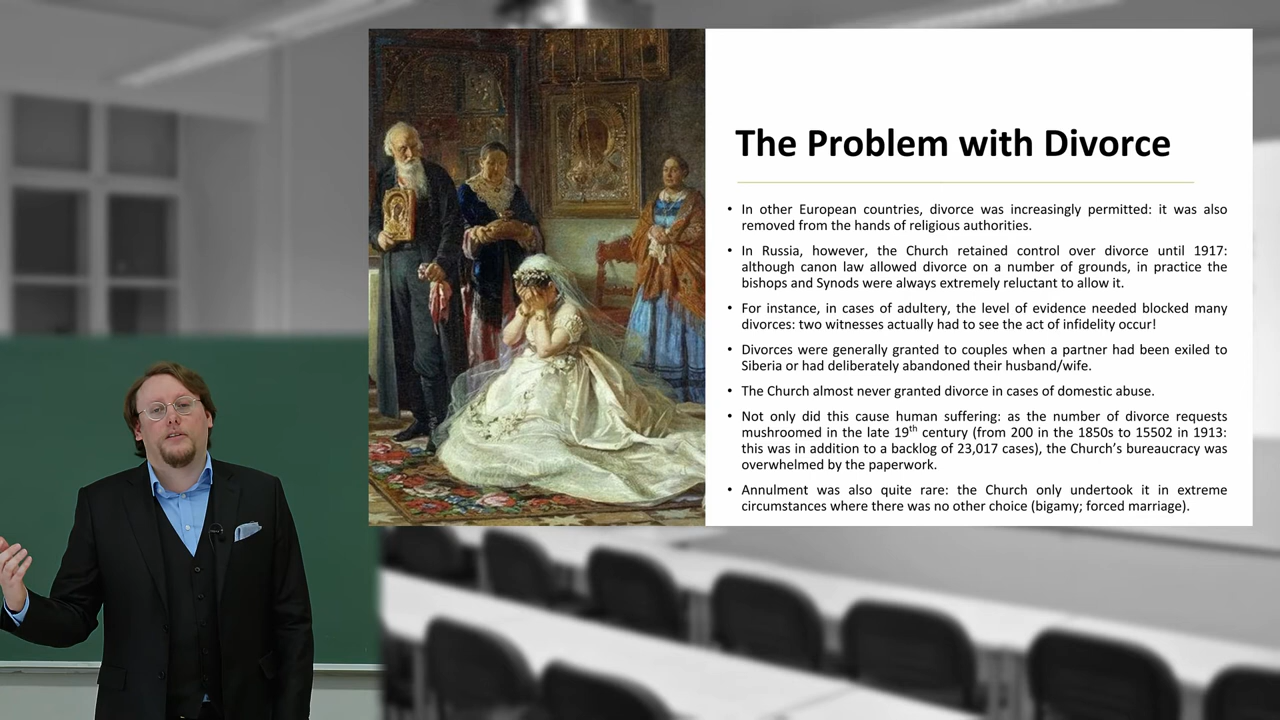 The Problem with Divorce
• In other European countries, divorce was increasingly permitted: it was also
removed from the hands of religious authorities.
• In Russia, however, the Church retained control over divorce until 1917:
although canon law allowed divorce on a number of grounds, in practice the
bishops and Synods were always extremely reluctant to allow it.
• For instance, in cases of adultery, the level of evidence needed blocked many
divorces: two witnesses actually had to see the act of infidelity occur!
• Divorces were generally granted to couples when a partner had been exiled to
Siberia or had deliberately abandoned their husband/wife.
• The Church almost never granted divorce in cases of domestic abuse.
• Not only did this cause human suffering: as the number of divorce requests
mushroomed in the late 19th century (from 200 in the 1850s to 15502 in 1913:
this was in addition to a backlog of 23,017 cases), the Church’s bureaucracy was
overwhelmed by the paperwork.
• Annulment was also quite rare: the Church only undertook it in extreme
circumstances where there was no other choice (bigamy; forced marriage).